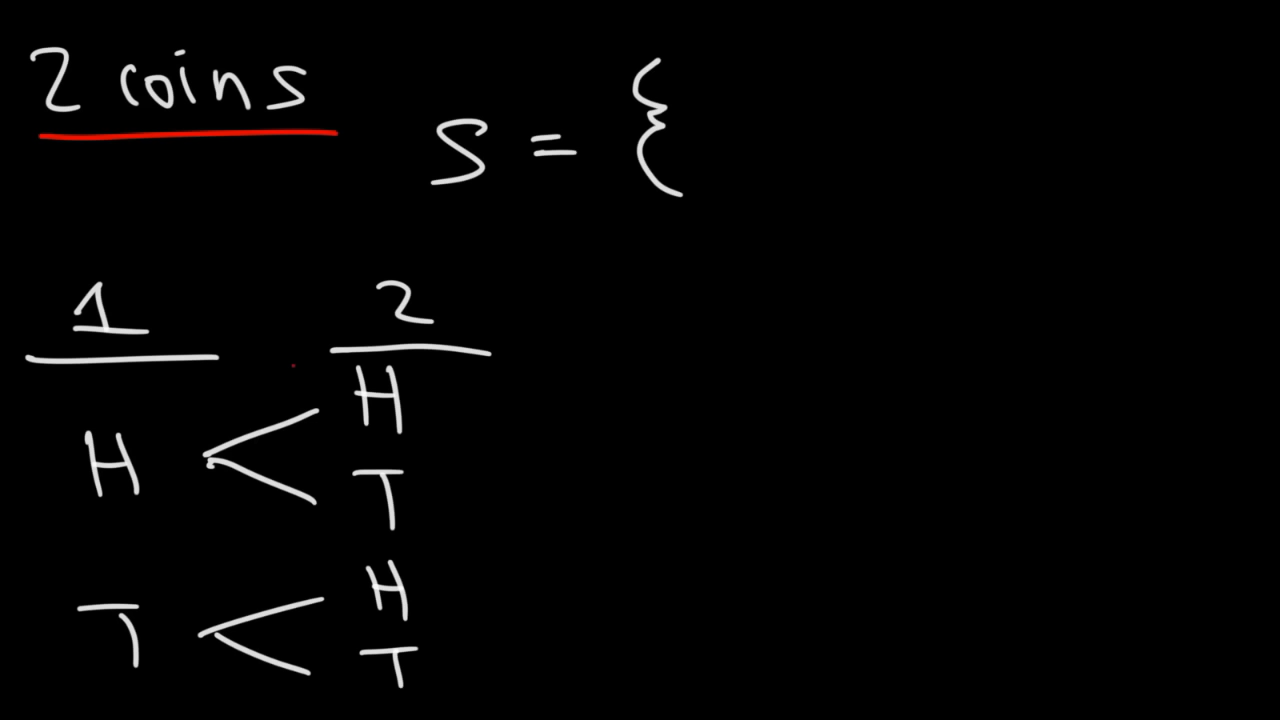 2 coins
S = {
1 2
H < H
T
T < H
T